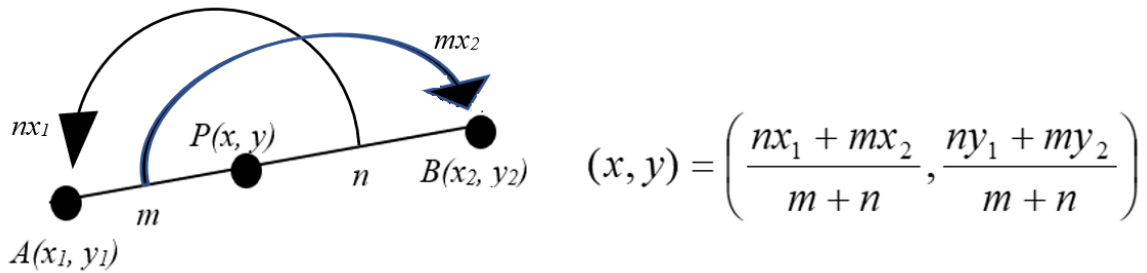 mx₂
nx₁
P(x, y)
n
B(x₂, y₂)
m
A(x₁, y₁)
(x, y) = ( (nx₁ + mx₂)/(m + n) , (ny₁ + my₂)/(m + n) )